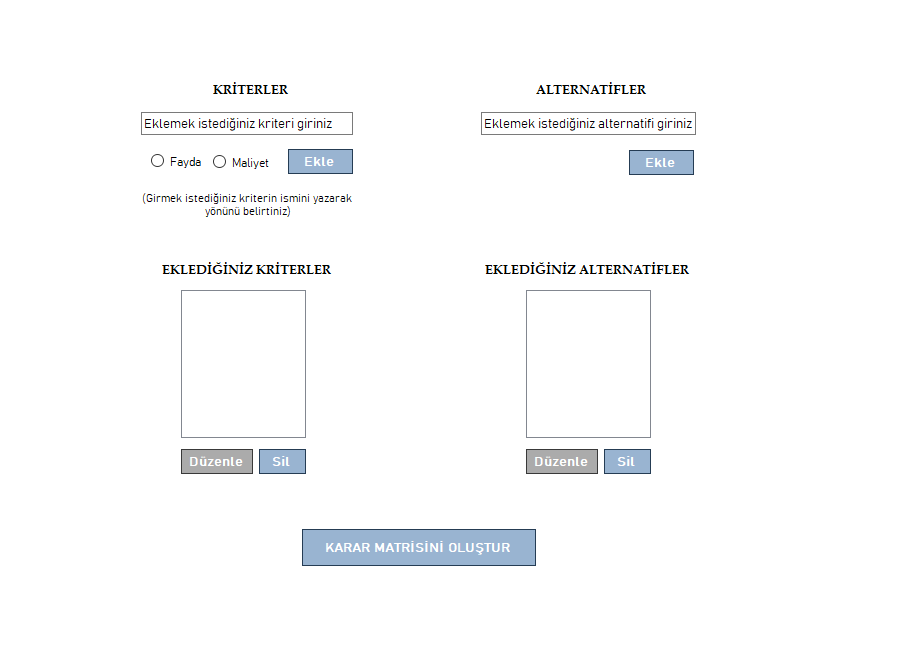 KRİTERLER
Eklemek istediğiniz kriteri giriniz
Fayda Maliyet Ekle
(Girmek istediğiniz kriterin ismini yazarak
yönünü belirtiniz)
ALTERNATİFLER
Eklemek istediğiniz alternatifi giriniz
Ekle
EKLEDİĞİNİZ KRİTERLER
Düzenle Sil
EKLEDİĞİNİZ ALTERNATİFLER
Düzenle Sil
KARAR MATRİSİNİ OLUŞTUR